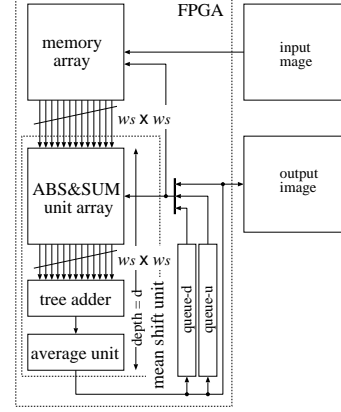 FPGA
memory
array
input
mage
ws x ws
ABS&SUM
unit array
output
image
ws x ws
tree adder
average unit
depth = d
mean shift unit
queue-d
queue-u